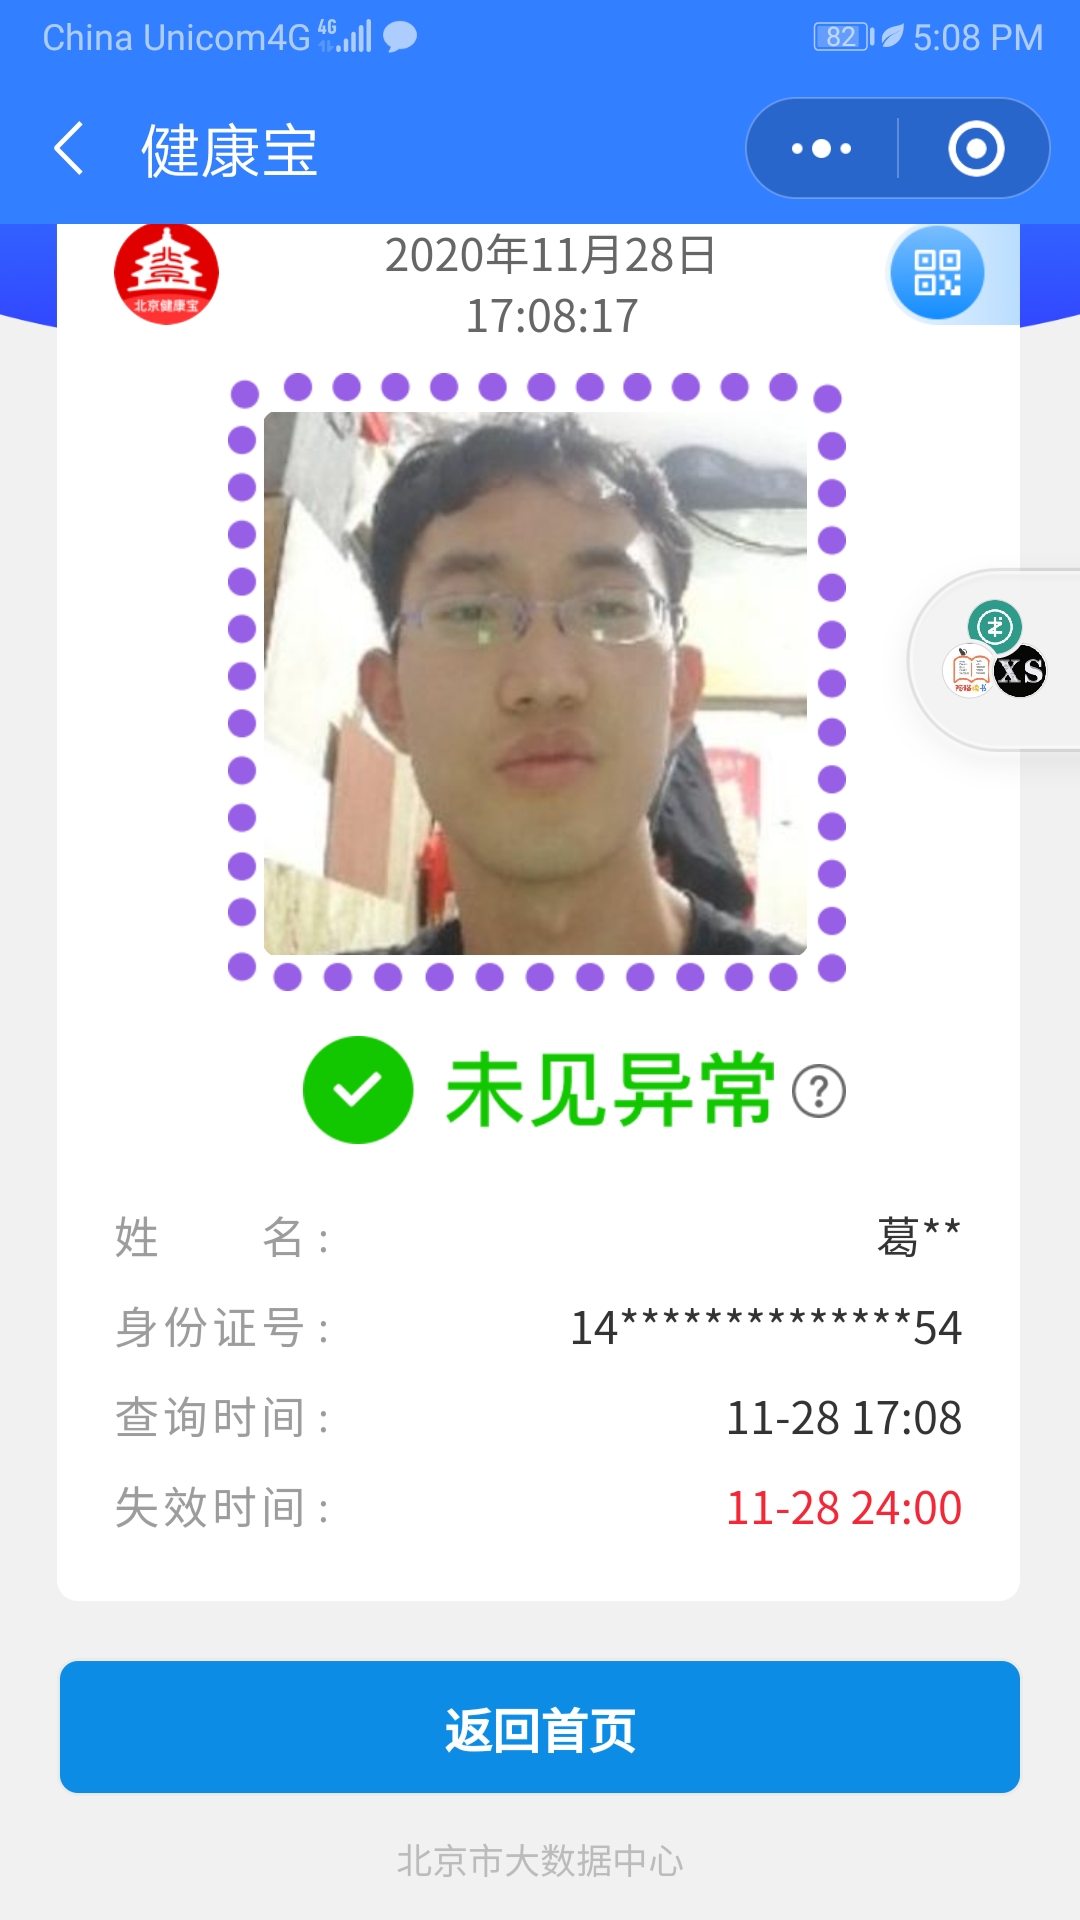 China Unicom4G 4G 82 5:08 PM
健康宝
北京健康宝
2020年11月28日
17:08:17
XS
未见异常 ?
姓名: 葛**
身份证号: 14**************54
查询时间: 11-28 17:08
失效时间: 11-28 24:00
返回首页
北京市大数据中心